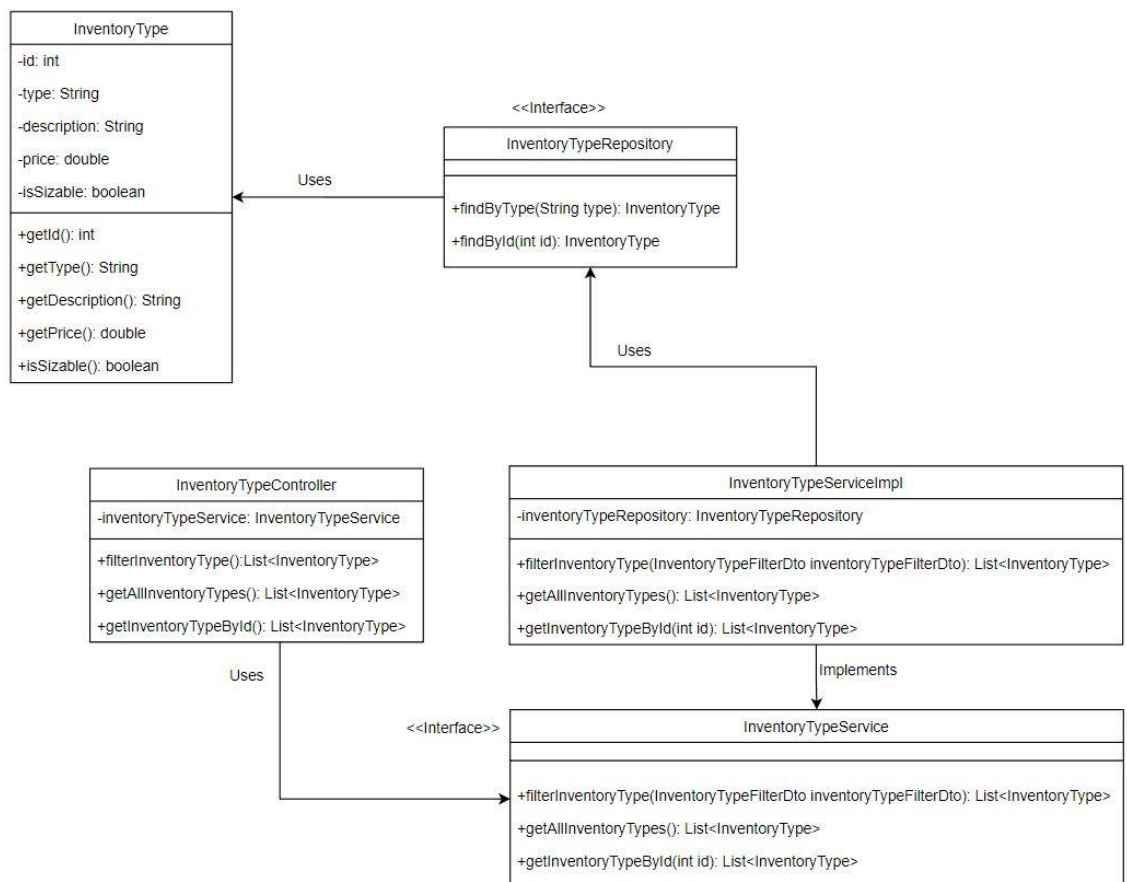 InventoryType
-id: int
-type: String
-description: String
-price: double
-isSizable: boolean
+getId(): int
+getType(): String
+getDescription(): String
+getPrice(): double
+isSizable(): boolean
Uses
<<Interface>>
InventoryTypeRepository
+findByType(String type): InventoryType
+findById(int id): InventoryType
Uses
InventoryTypeController
-inventoryTypeService: InventoryTypeService
+filterInventoryType():List<InventoryType>
+getAllInventoryTypes(): List<InventoryType>
+getInventoryTypeById(): List<InventoryType>
Uses
InventoryTypeServiceImpl
-inventoryTypeRepository: InventoryTypeRepository
+filterInventoryType(InventoryTypeFilterDto inventoryTypeFilterDto): List<InventoryType>
+getAllInventoryTypes(): List<InventoryType>
+getInventoryTypeById(int id): List<InventoryType>
Implements
<<Interface>>
InventoryTypeService
+filterInventoryType(InventoryTypeFilterDto inventoryTypeFilterDto): List<InventoryType>
+getAllInventoryTypes(): List<InventoryType>
+getInventoryTypeById(int id): List<InventoryType>